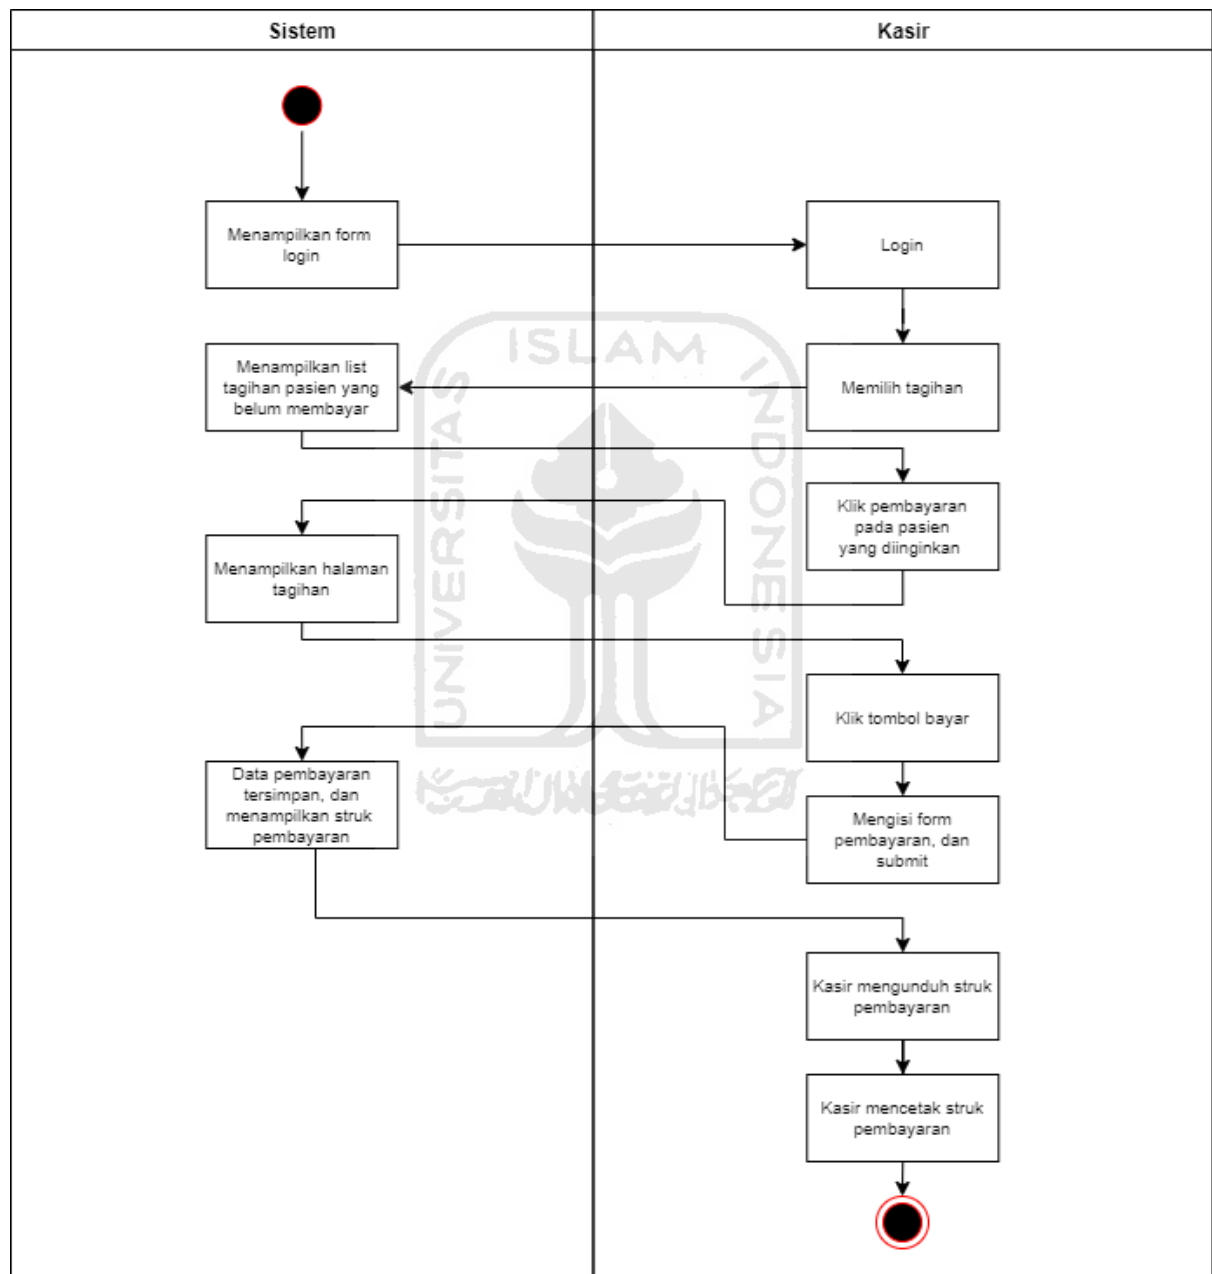 Sistem
Kasir
Menampilkan form
login
Login
Memilih tagihan
Menampilkan list
tagihan pasien yang
belum membayar
Klik pembayaran
pada pasien
yang diinginkan
Menampilkan halaman
tagihan
Klik tombol bayar
Mengisi form
pembayaran, dan
submit
Data pembayaran
tersimpan, dan
menampilkan struk
pembayaran
Kasir mengunduh struk
pembayaran
Kasir mencetak struk
pembayaran
UNIVERSITAS
ISLAM
INDONESIA